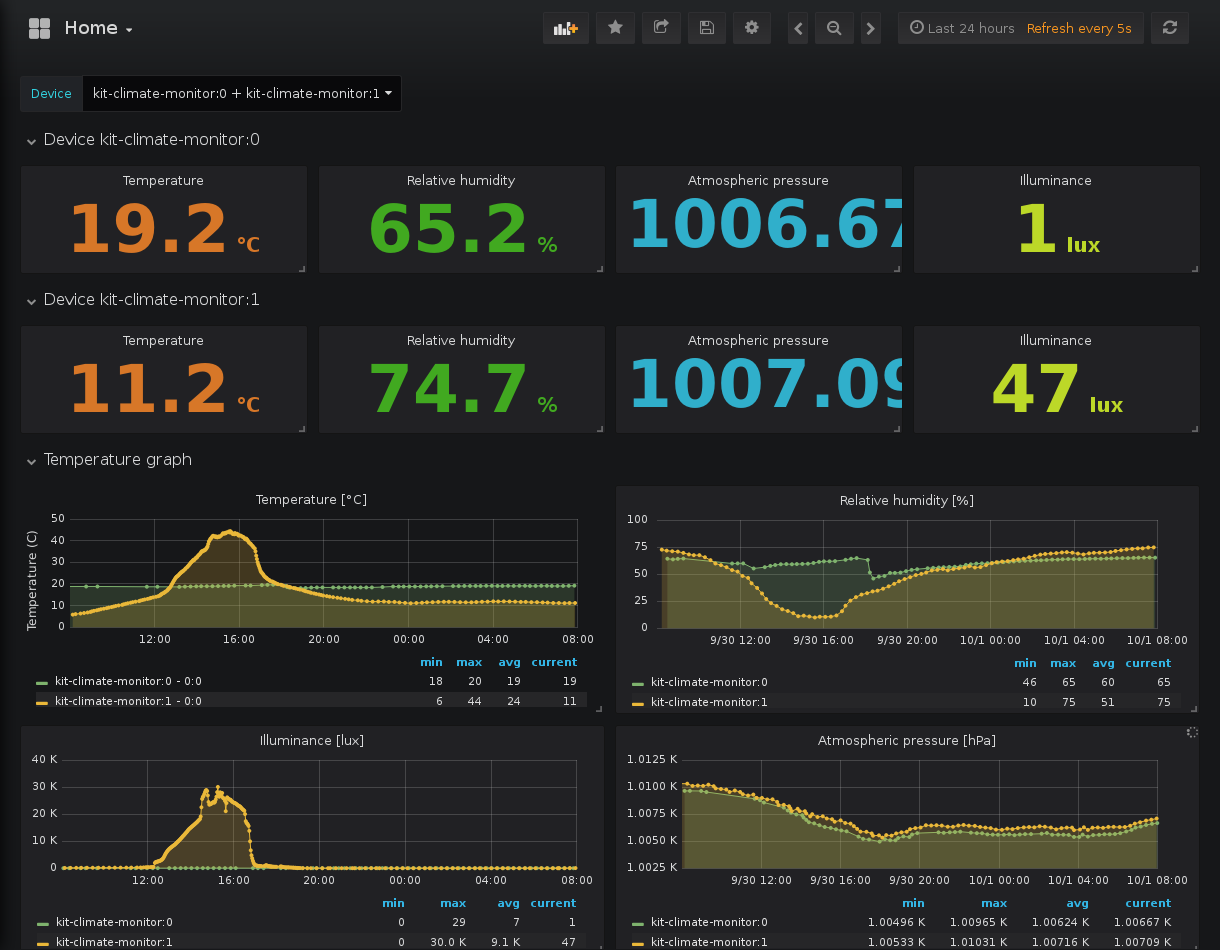 Home
Last 24 hours Refresh every 5s
Device kit-climate-monitor:0 + kit-climate-monitor:1
Device kit-climate-monitor:0
Temperature Relative humidity Atmospheric pressure Illuminance
19.2 °C 65.2 % 1006.67 1 lux
Device kit-climate-monitor:1
Temperature Relative humidity Atmospheric pressure Illuminance
11.2 °C 74.7 % 1007.09 47 lux
Temperature graph
Temperature [°C]
Temperature (C)
50
40
30
20
10
0
12:00 16:00 20:00 00:00 04:00 08:00
min max avg current
kit-climate-monitor:0 - 0:0 18 20 19 19
kit-climate-monitor:1 - 0:0 6 44 24 11
Relative humidity [%]
100
75
50
25
0
9/30 12:00 9/30 16:00 9/30 20:00 10/1 00:00 10/1 04:00 10/1 08:00
min max avg current
kit-climate-monitor:0 46 65 60 65
kit-climate-monitor:1 10 75 51 75
Illuminance [lux]
40 K
30 K
20 K
10 K
0
12:00 16:00 20:00 00:00 04:00 08:00
min max avg current
kit-climate-monitor:0 0 29 7 1
kit-climate-monitor:1 0 30.0 K 9.1 K 47
Atmospheric pressure [hPa]
1.0125 K
1.0100 K
1.0075 K
1.0050 K
1.0025 K
9/30 12:00 9/30 16:00 9/30 20:00 10/1 00:00 10/1 04:00 10/1 08:00
min max avg current
kit-climate-monitor:0 1.00496 K 1.00965 K 1.00624 K 1.00667 K
kit-climate-monitor:1 1.00533 K 1.01031 K 1.00716 K 1.00709 K